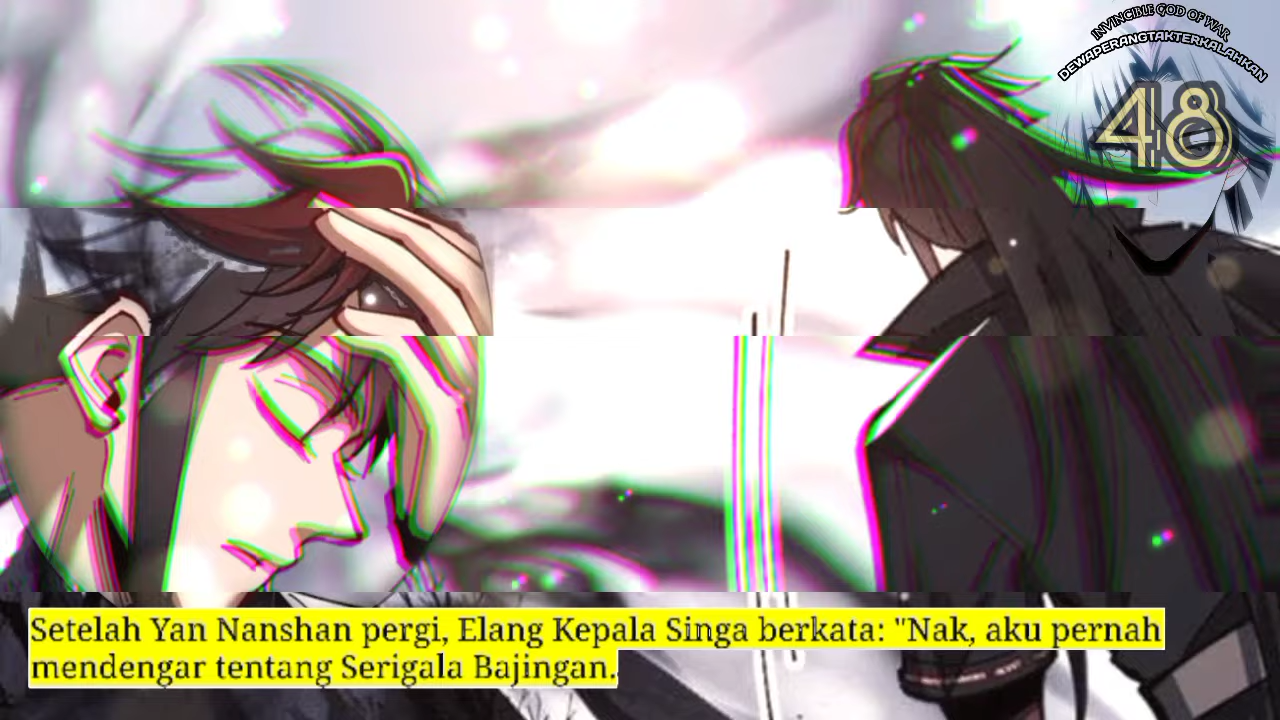 INVINCIBLE GOD OF WAR
DEWAPERANGTAKTERKALAHKAN
48
Setelah Yan Nanshan pergi, Elang Kepala Singa berkata: "Nak, aku pernah
mendengar tentang Serigala Bajingan.